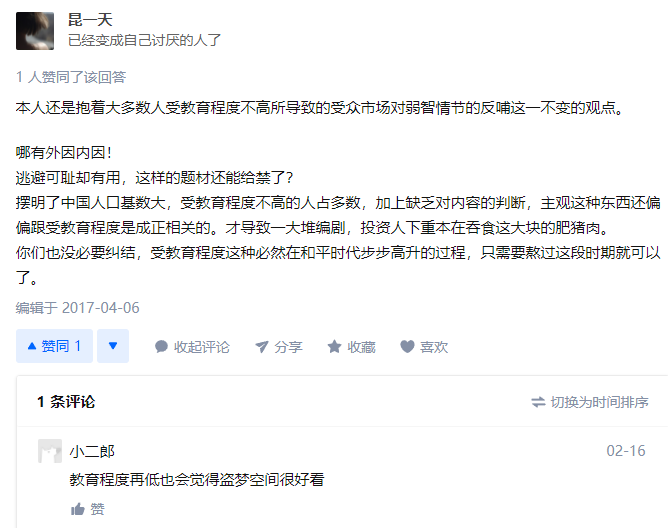 昆一天
已经变成自己讨厌的人了
1 人赞同了该回答
本人还是抱着大多数人受教育程度不高所导致的受众市场对弱智情节的反哺这一不变的观点。
哪有外因内因！
逃避可耻却有用，这样的题材还能给禁了？
摆明了中国人口基数大，受教育程度不高的人占多数，加上缺乏对内容的判断，主观这种东西还偏
偏跟受教育程度是成正相关的。才导致一大堆编剧，投资人下重本在吞食这大块的肥猪肉。
你们也没必要纠结，受教育程度这种必然在和平时代步步高升的过程，只需要熬过这段时期就可以
了。
编辑于 2017-04-06
赞同 1 收起评论 分享 收藏 喜欢
1 条评论 切换为时间排序
小二郎 02-16
教育程度再低也会觉得盗梦空间很好看
赞